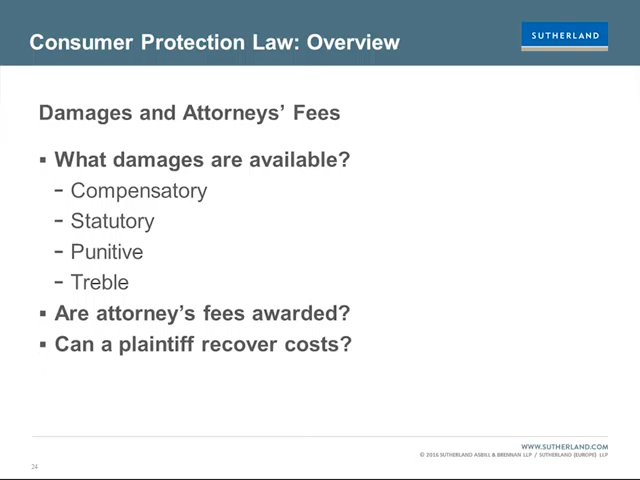 Consumer Protection Law: Overview
SUTHERLAND
Damages and Attorneys’ Fees
▪ What damages are available?
− Compensatory
− Statutory
− Punitive
− Treble
▪ Are attorney’s fees awarded?
▪ Can a plaintiff recover costs?
WWW.SUTHERLAND.COM
© 2016 SUTHERLAND ASBILL & BRENNAN LLP / SUTHERLAND (EUROPE) LLP
24